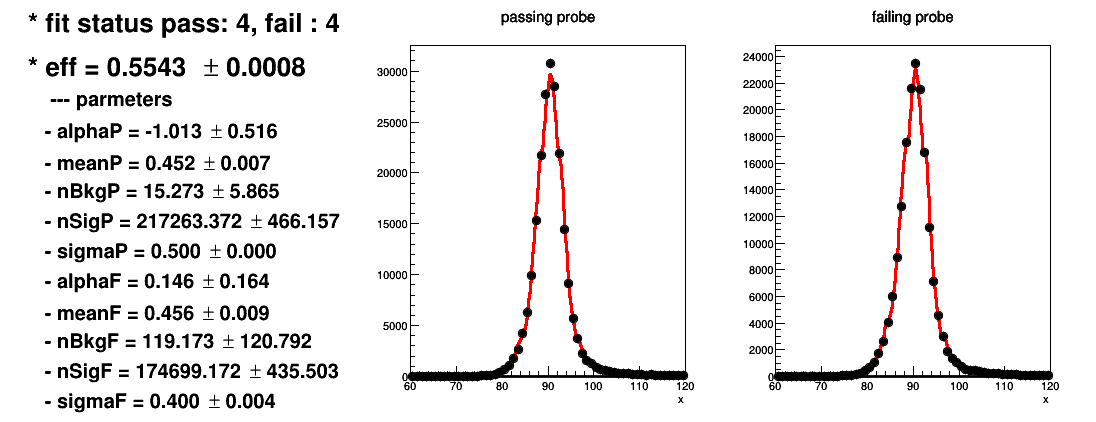 * fit status pass: 4, fail : 4
* eff = 0.5543 ± 0.0008
--- parmeters
- alphaP = -1.013 ± 0.516
- meanP = 0.452 ± 0.007
- nBkgP = 15.273 ± 5.865
- nSigP = 217263.372 ± 466.157
- sigmaP = 0.500 ± 0.000
- alphaF = 0.146 ± 0.164
- meanF = 0.456 ± 0.009
- nBkgF = 119.173 ± 120.792
- nSigF = 174699.172 ± 435.503
- sigmaF = 0.400 ± 0.004
passing probe
30000
25000
20000
15000
10000
5000
0
60 70 80 90 100 110 120
x
failing probe
24000
22000
20000
18000
16000
14000
12000
10000
8000
6000
4000
2000
0
60 70 80 90 100 110 120
x